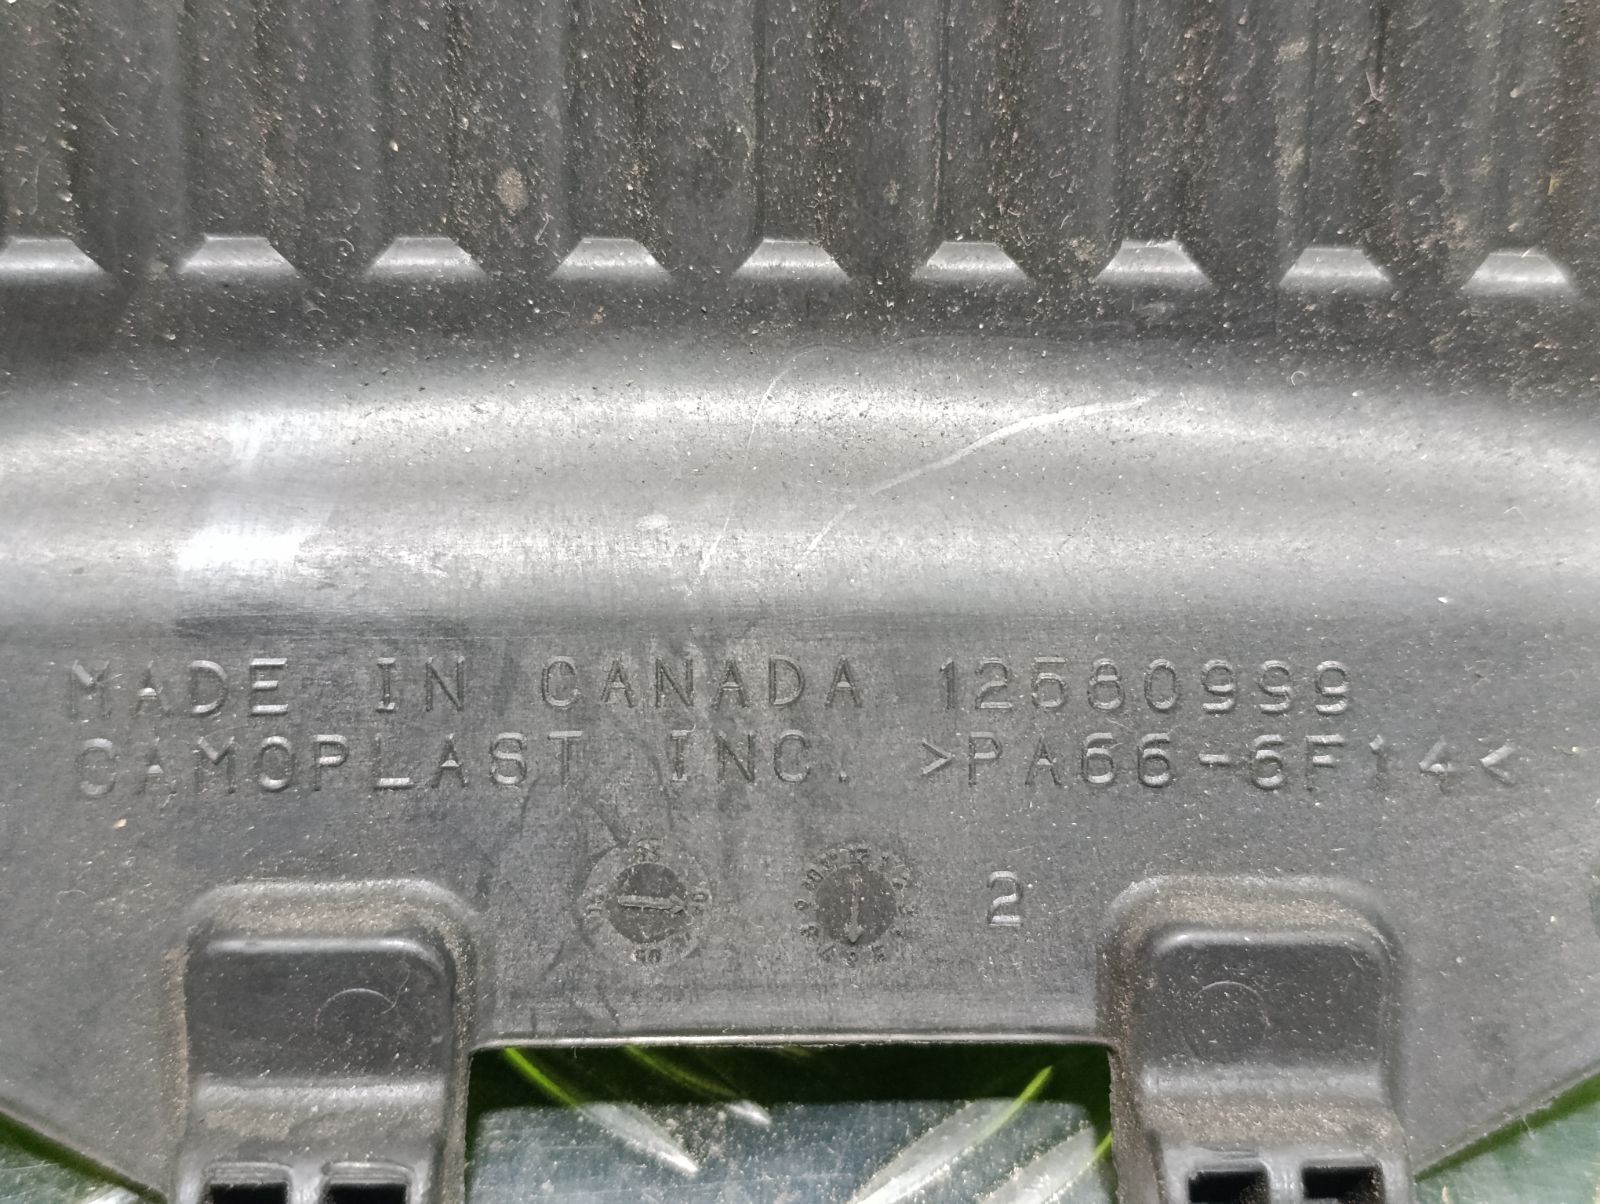 MADE IN CANADA 12580999
CAMOPLAST INC. >PA66-6F14<
2